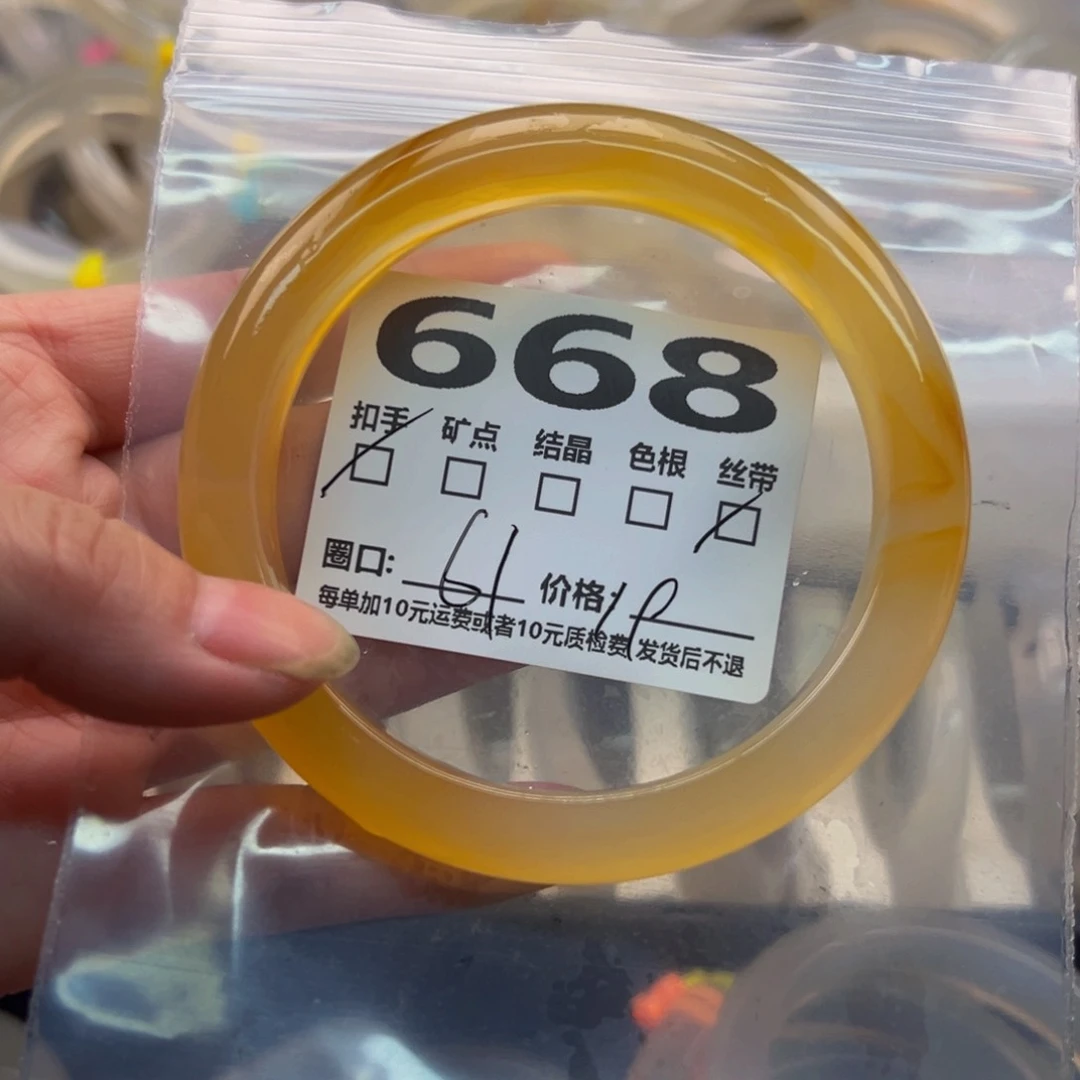 668
扣手 矿点 结晶 色根 丝带
圈口: 61 价格:
每单加10元运费或者10元质检费 发货后不退